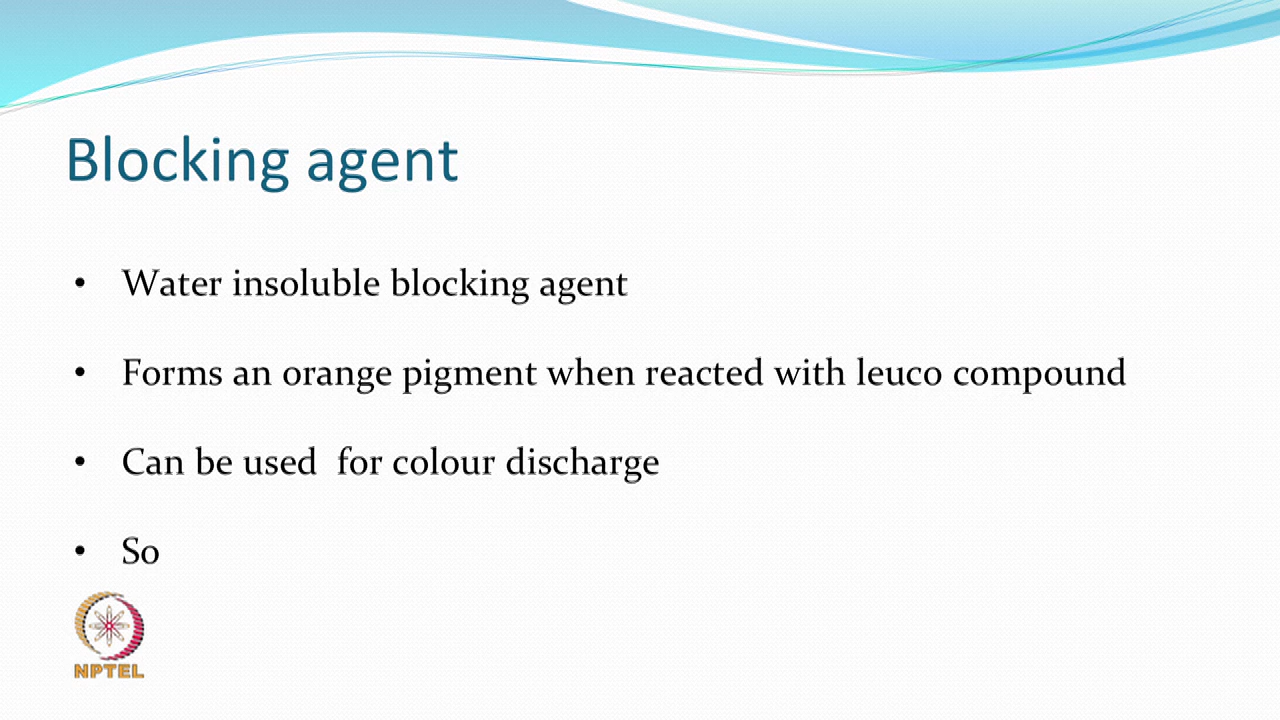 Blocking agent
• Water insoluble blocking agent
• Forms an orange pigment when reacted with leuco compound
• Can be used  for colour discharge
• So
NPTEL